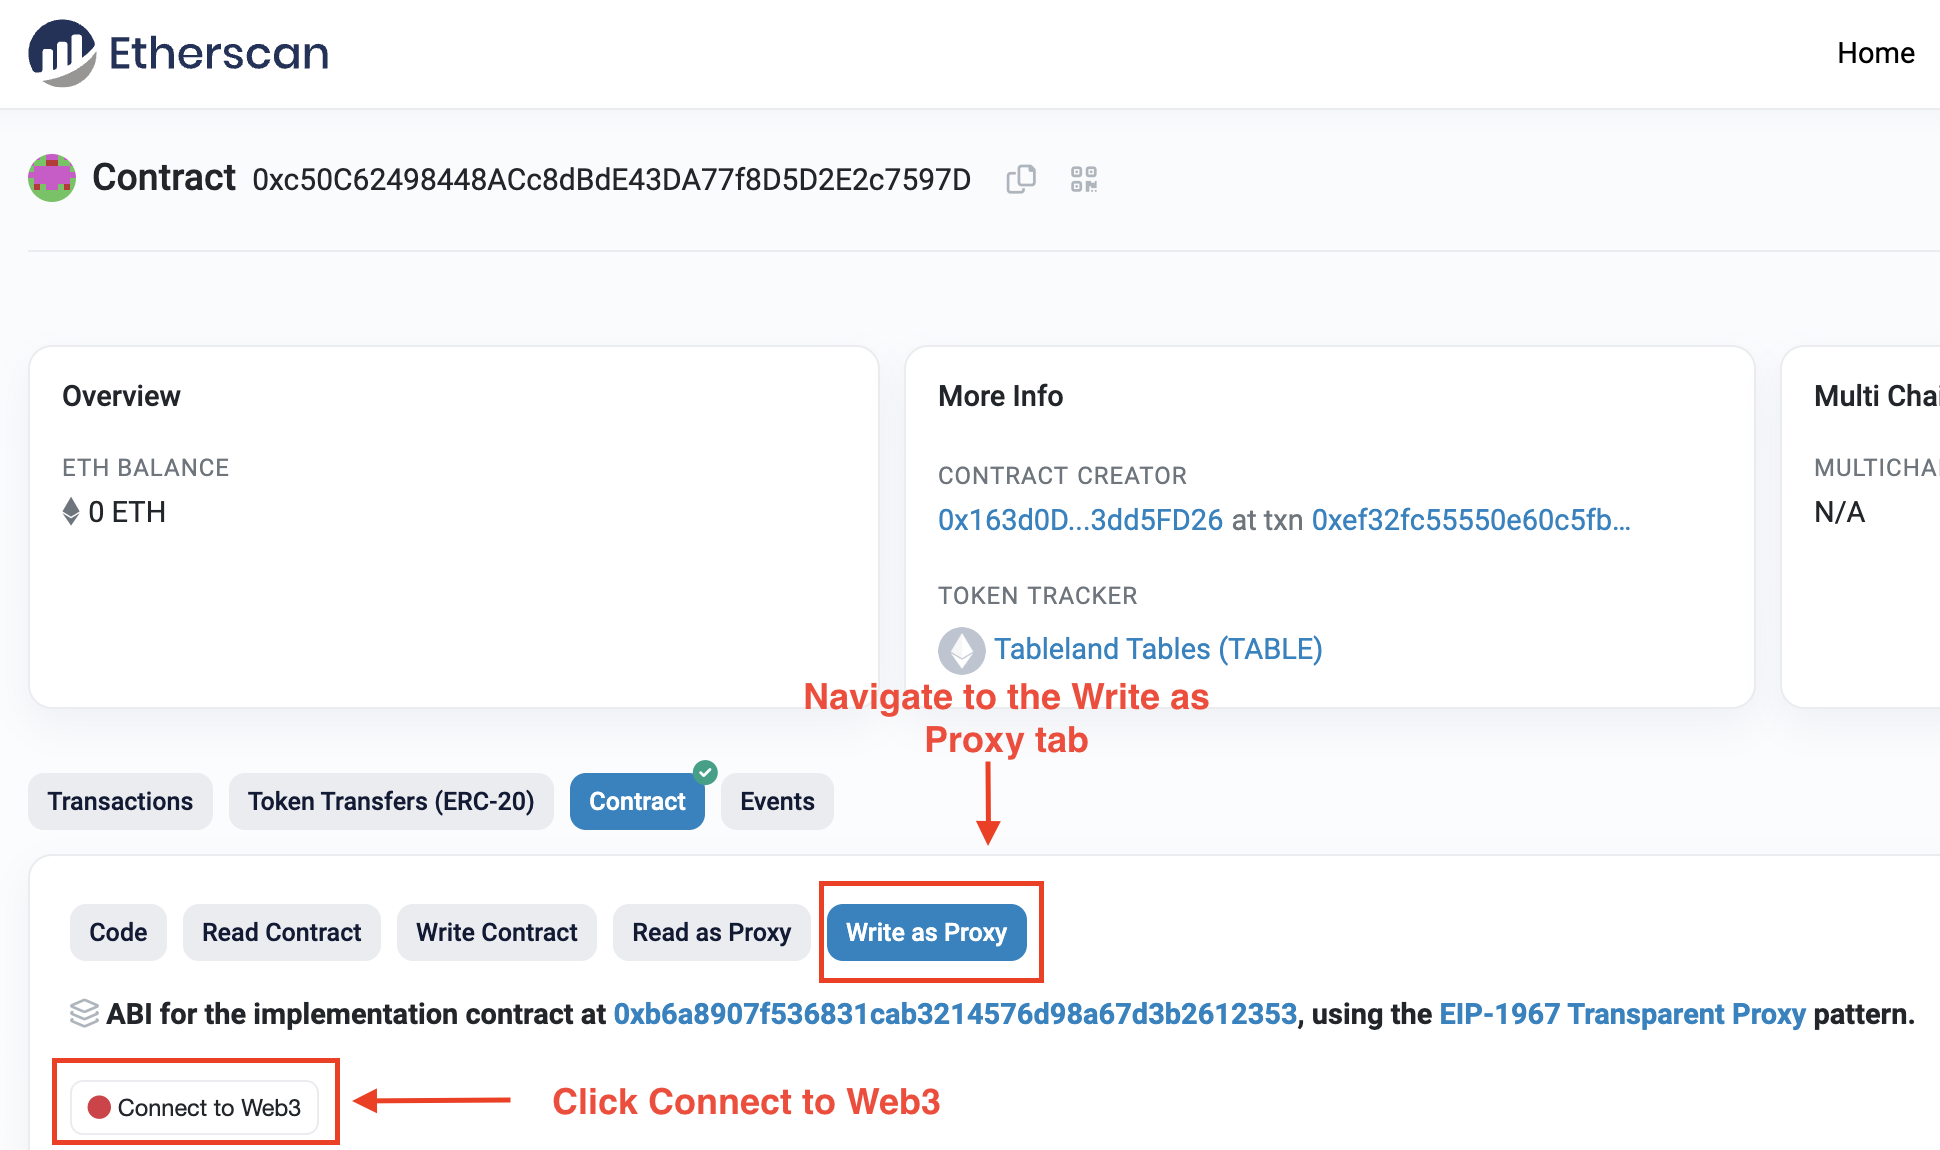 Etherscan
Home
Contract 0xc50C62498448ACc8dBdE43DA77f8D5D2E2c7597D
Overview
ETH BALANCE
0 ETH
More Info
CONTRACT CREATOR
0x163d0D...3dd5FD26 at txn 0xef32fc55550e60c5fb...
TOKEN TRACKER
Tableland Tables (TABLE)
Multi Chai
MULTICHAI
N/A
Navigate to the Write as
Proxy tab
Transactions
Token Transfers (ERC-20)
Contract
Events
Code
Read Contract
Write Contract
Read as Proxy
Write as Proxy
ABI for the implementation contract at 0xb6a8907f536831cab3214576d98a67d3b2612353, using the EIP-1967 Transparent Proxy pattern.
Connect to Web3
Click Connect to Web3